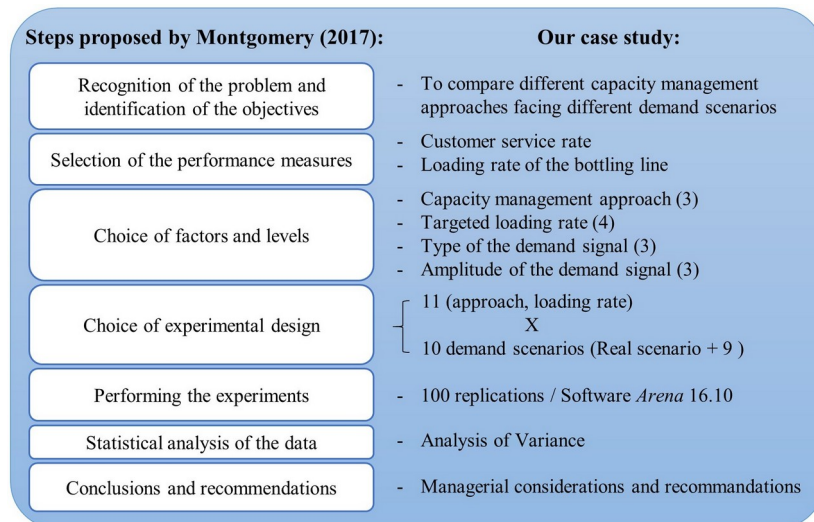 Steps proposed by Montgomery (2017):
Our case study:
Recognition of the problem and
identification of the objectives
- To compare different capacity management
approaches facing different demand scenarios
Selection of the performance measures
- Customer service rate
- Loading rate of the bottling line
Choice of factors and levels
- Capacity management approach (3)
- Targeted loading rate (4)
- Type of the demand signal (3)
- Amplitude of the demand signal (3)
Choice of experimental design
- 11 (approach, loading rate)
X
10 demand scenarios (Real scenario + 9 )
Performing the experiments
- 100 replications / Software Arena 16.10
Statistical analysis of the data
- Analysis of Variance
Conclusions and recommendations
- Managerial considerations and recommandations